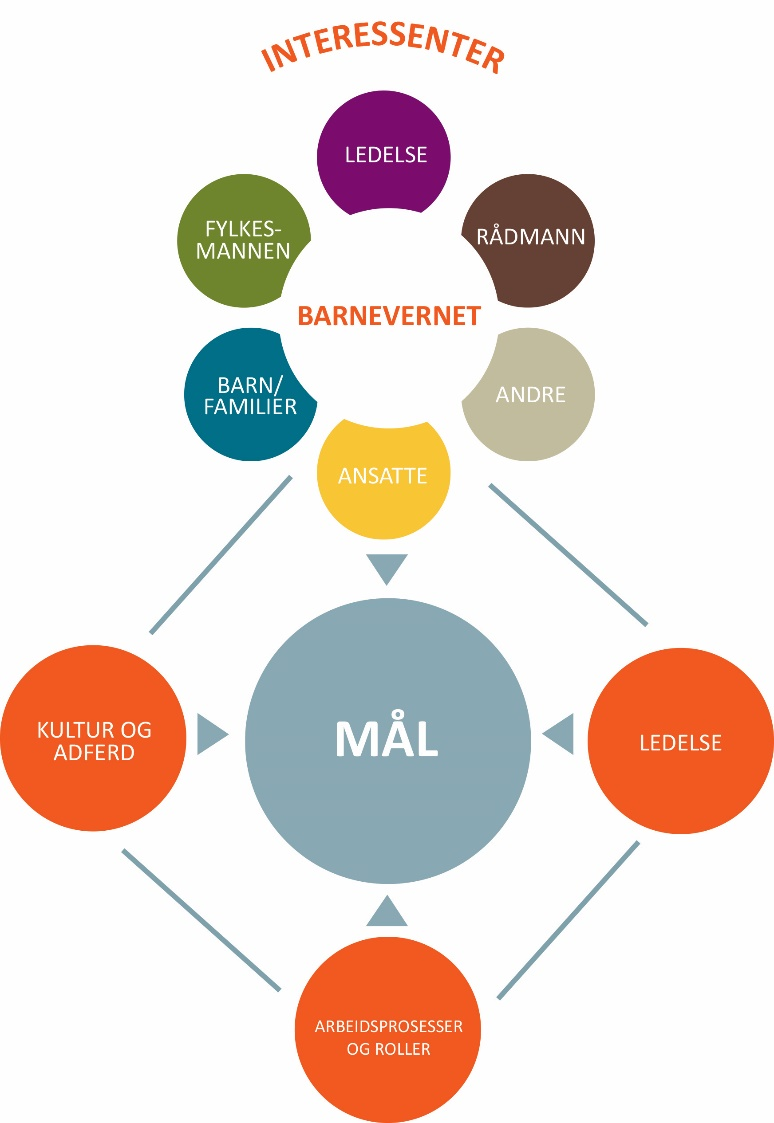 INTERESSENTER
LEDELSE
FYLKES-
MANNEN
RÅDMANN
BARNEVERNET
BARN/
FAMILIER
ANDRE
ANSATTE
MÅL
KULTUR OG
ADFERD
LEDELSE
ARBEIDSPROSESSER
OG ROLLER